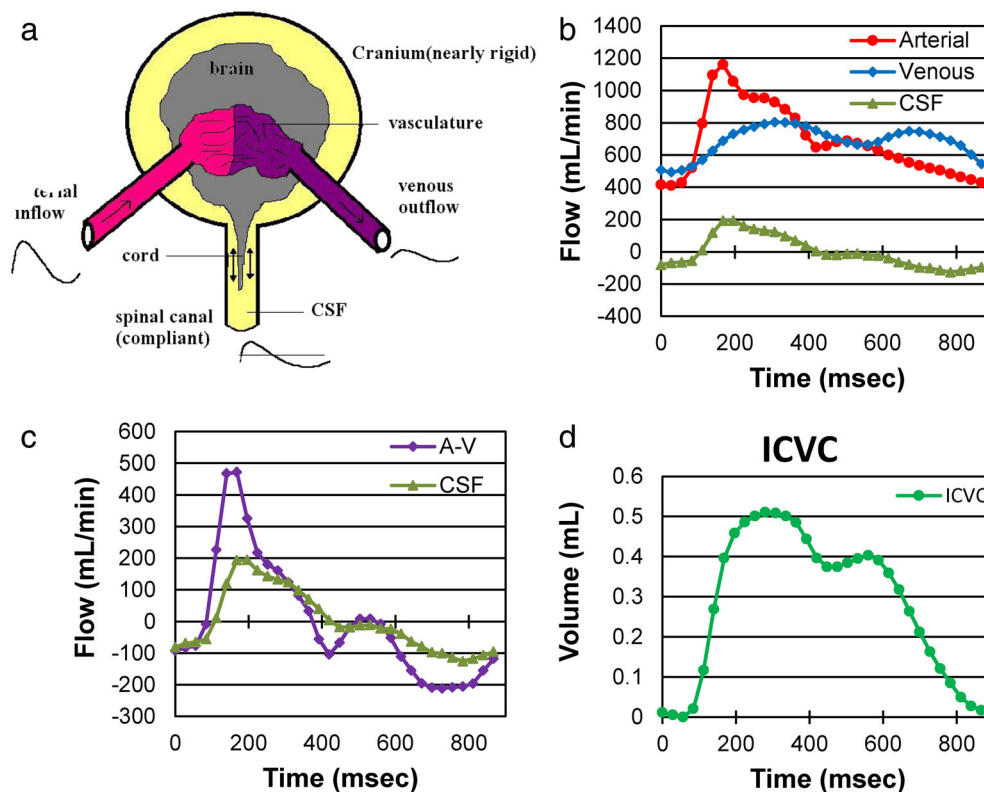 a
Cranium(nearly rigid)
brain
vasculature
terial
inflow
venous
outflow
cord
spinal canal
(compliant)
CSF
b
Flow (mL/min)
1400
1200
1000
800
600
400
200
0
-200
-400
Arterial
Venous
CSF
0 200 400 600 800
Time (msec)
c
Flow (mL/min)
600
500
400
300
200
100
0
-100
-200
-300
A-V
CSF
0 200 400 600 800
Time (msec)
d
ICVC
Volume (mL)
0.6
0.5
0.4
0.3
0.2
0.1
0
ICVC
0 200 400 600 800
Time (msec)